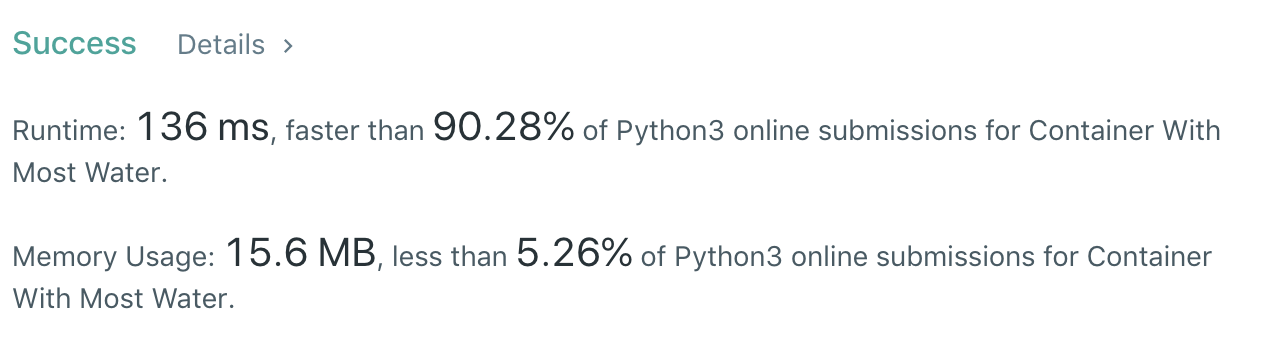 Success Details >
Runtime: 136 ms, faster than 90.28% of Python3 online submissions for Container With
Most Water.
Memory Usage: 15.6 MB, less than 5.26% of Python3 online submissions for Container
With Most Water.